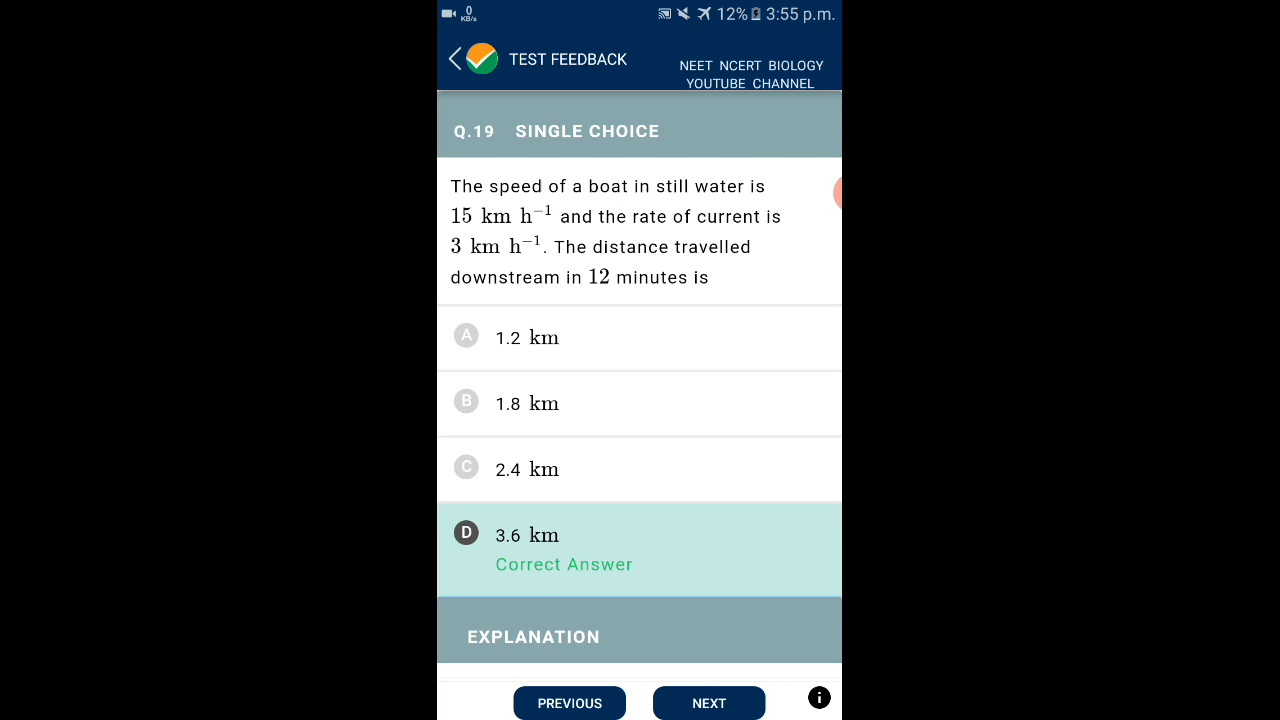 0
KB/s
12% 3:55 p.m.
TEST FEEDBACK
NEET NCERT BIOLOGY
YOUTUBE CHANNEL
Q.19 SINGLE CHOICE
The speed of a boat in still water is
15 km h⁻¹ and the rate of current is
3 km h⁻¹. The distance travelled
downstream in 12 minutes is
A 1.2 km
B 1.8 km
C 2.4 km
D 3.6 km
Correct Answer
EXPLANATION
PREVIOUS NEXT i